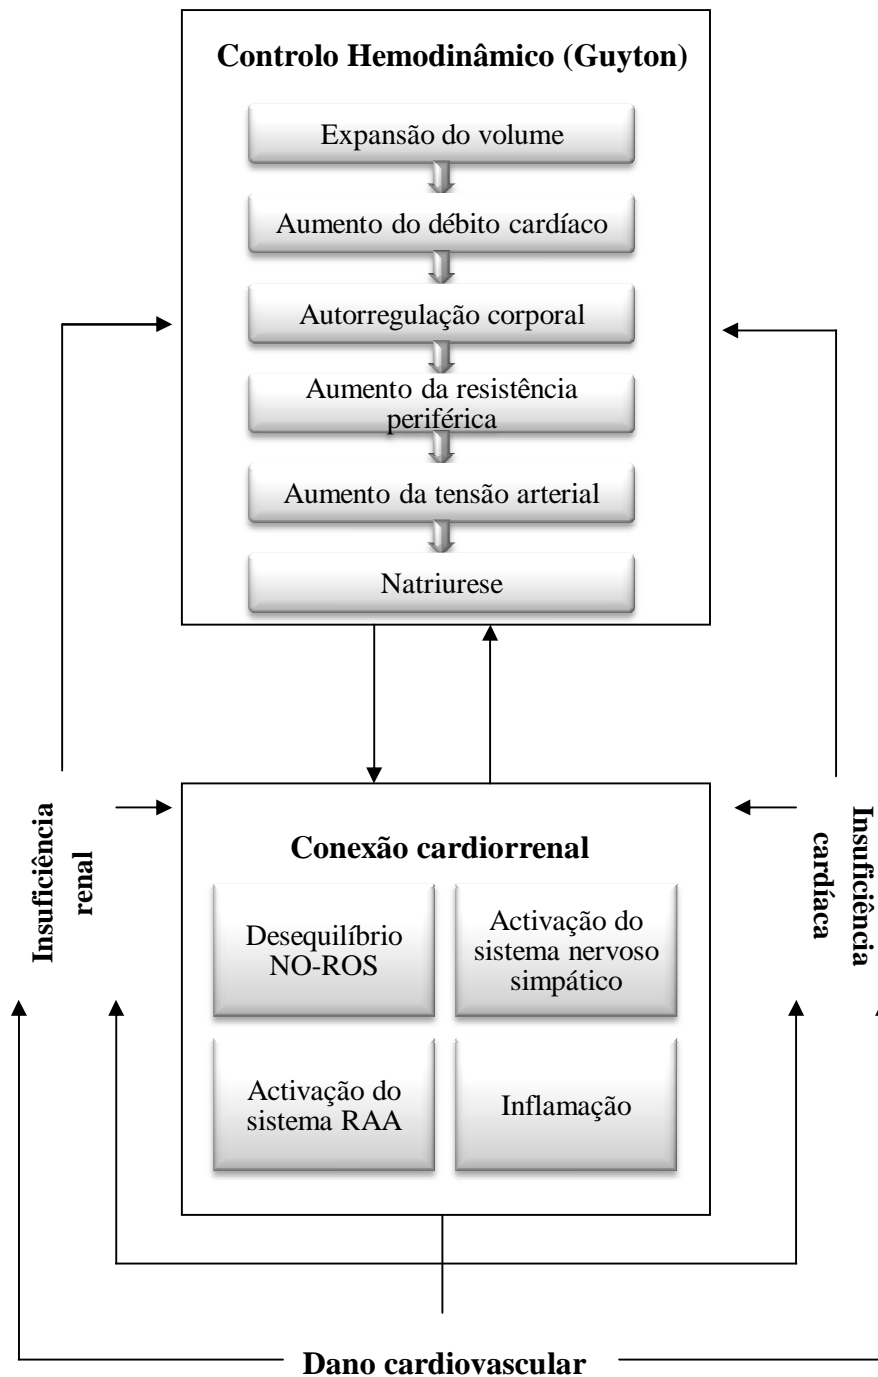 Controlo Hemodinâmico (Guyton)
Expansão do volume
Aumento do débito cardíaco
Autorregulação corporal
Aumento da resistência
periférica
Aumento da tensão arterial
Natriurese
Insuficiência
renal
Insuficiência
cardíaca
Conexão cardiorrenal
Desequilíbrio
NO-ROS
Activação do
sistema nervoso
simpático
Activação do
sistema RAA
Inflamação
Dano cardiovascular